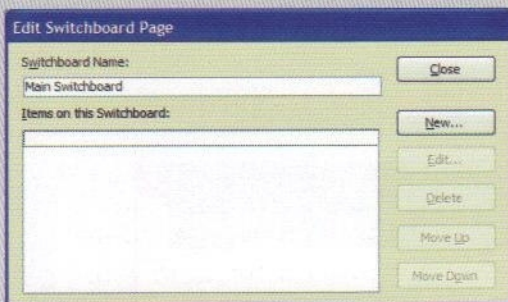 Edit Switchboard Page
Switchboard Name:
Close
Main Switchboard
Items on this Switchboard:
New...
Edit...
Delete
Move Up
Move Down